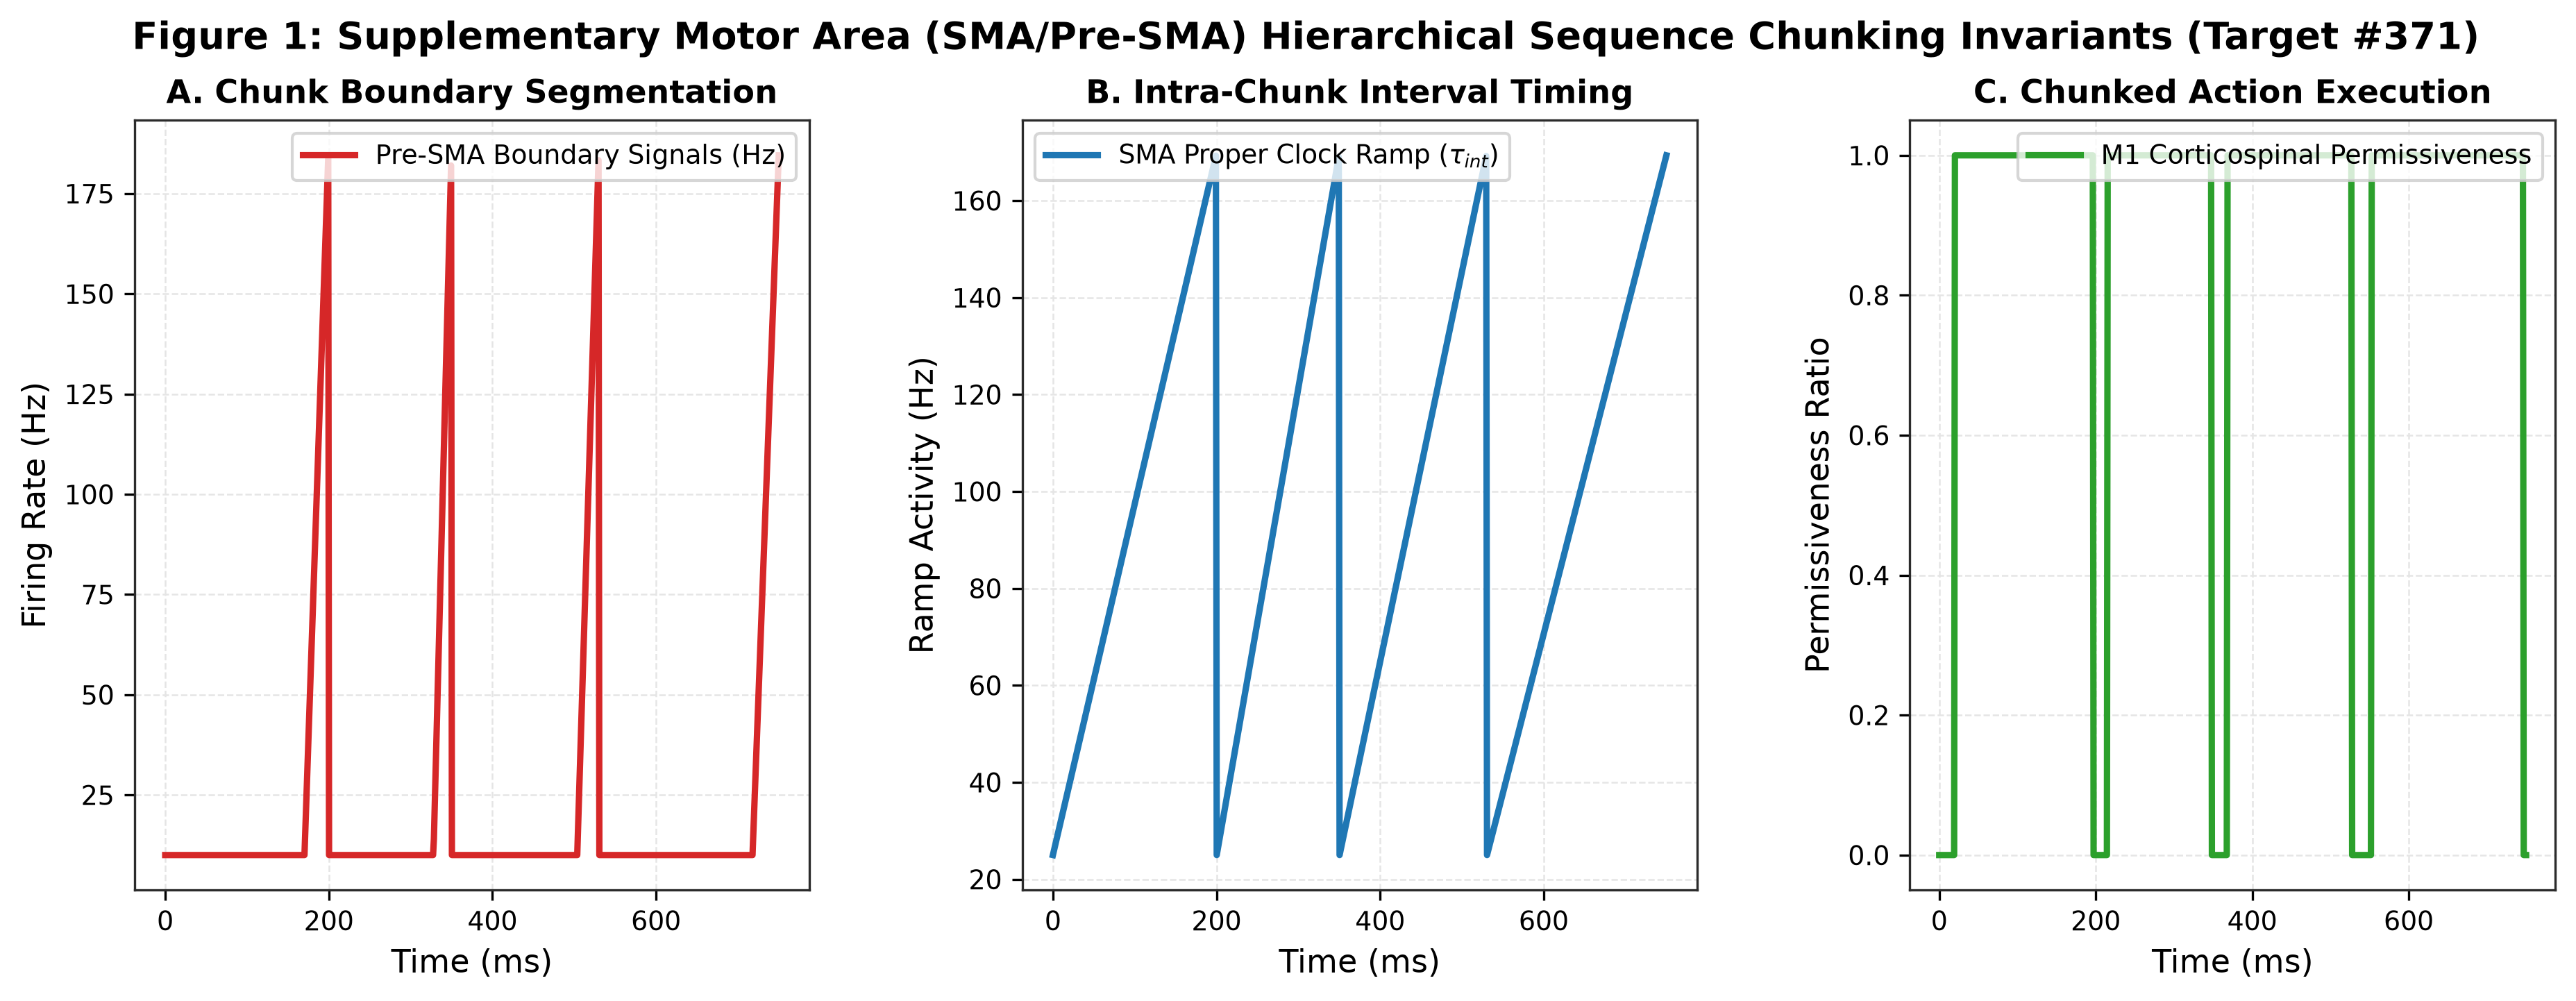 Figure 1: Supplementary Motor Area (SMA/Pre-SMA) Hierarchical Sequence Chunking Invariants (Target #371)
A. Chunk Boundary Segmentation
Pre-SMA Boundary Signals (Hz)
Firing Rate (Hz)
175
150
125
100
75
50
25
0 200 400 600
Time (ms)
B. Intra-Chunk Interval Timing
SMA Proper Clock Ramp (τ_int)
Ramp Activity (Hz)
160
140
120
100
80
60
40
20
0 200 400 600
Time (ms)
C. Chunked Action Execution
M1 Corticospinal Permissiveness
Permissiveness Ratio
1.0
0.8
0.6
0.4
0.2
0.0
0 200 400 600
Time (ms)